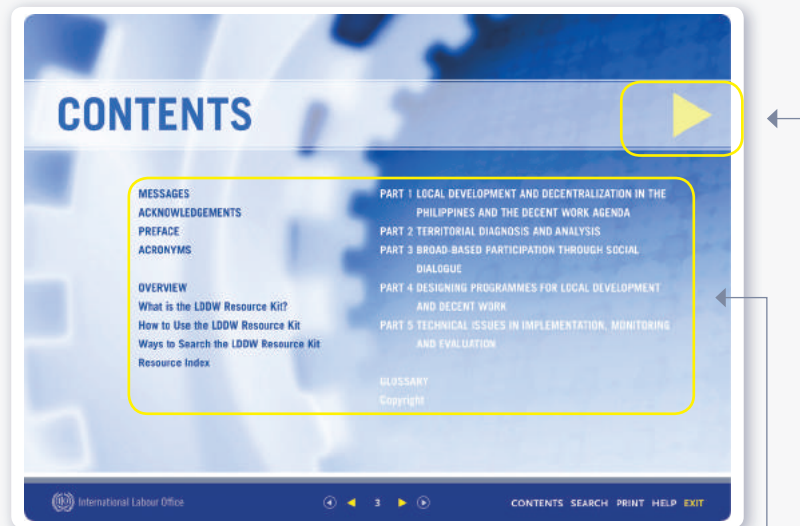 CONTENTS
MESSAGES
ACKNOWLEDGEMENTS
PREFACE
ACRONYMS
OVERVIEW
What is the LDDW Resource Kit?
How to Use the LDDW Resource Kit
Ways to Search the LDDW Resource Kit
Resource Index
PART 1 LOCAL DEVELOPMENT AND DECENTRALIZATION IN THE
PHILIPPINES AND THE DECENT WORK AGENDA
PART 2 TERRITORIAL DIAGNOSIS AND ANALYSIS
PART 3 BROAD-BASED PARTICIPATION THROUGH SOCIAL
DIALOGUE
PART 4 DESIGNING PROGRAMMES FOR LOCAL DEVELOPMENT
AND DECENT WORK
PART 5 TECHNICAL ISSUES IN IMPLEMENTATION, MONITORING
AND EVALUATION
GLOSSARY
Copyright
International Labour Office
3
CONTENTS SEARCH PRINT HELP EXIT